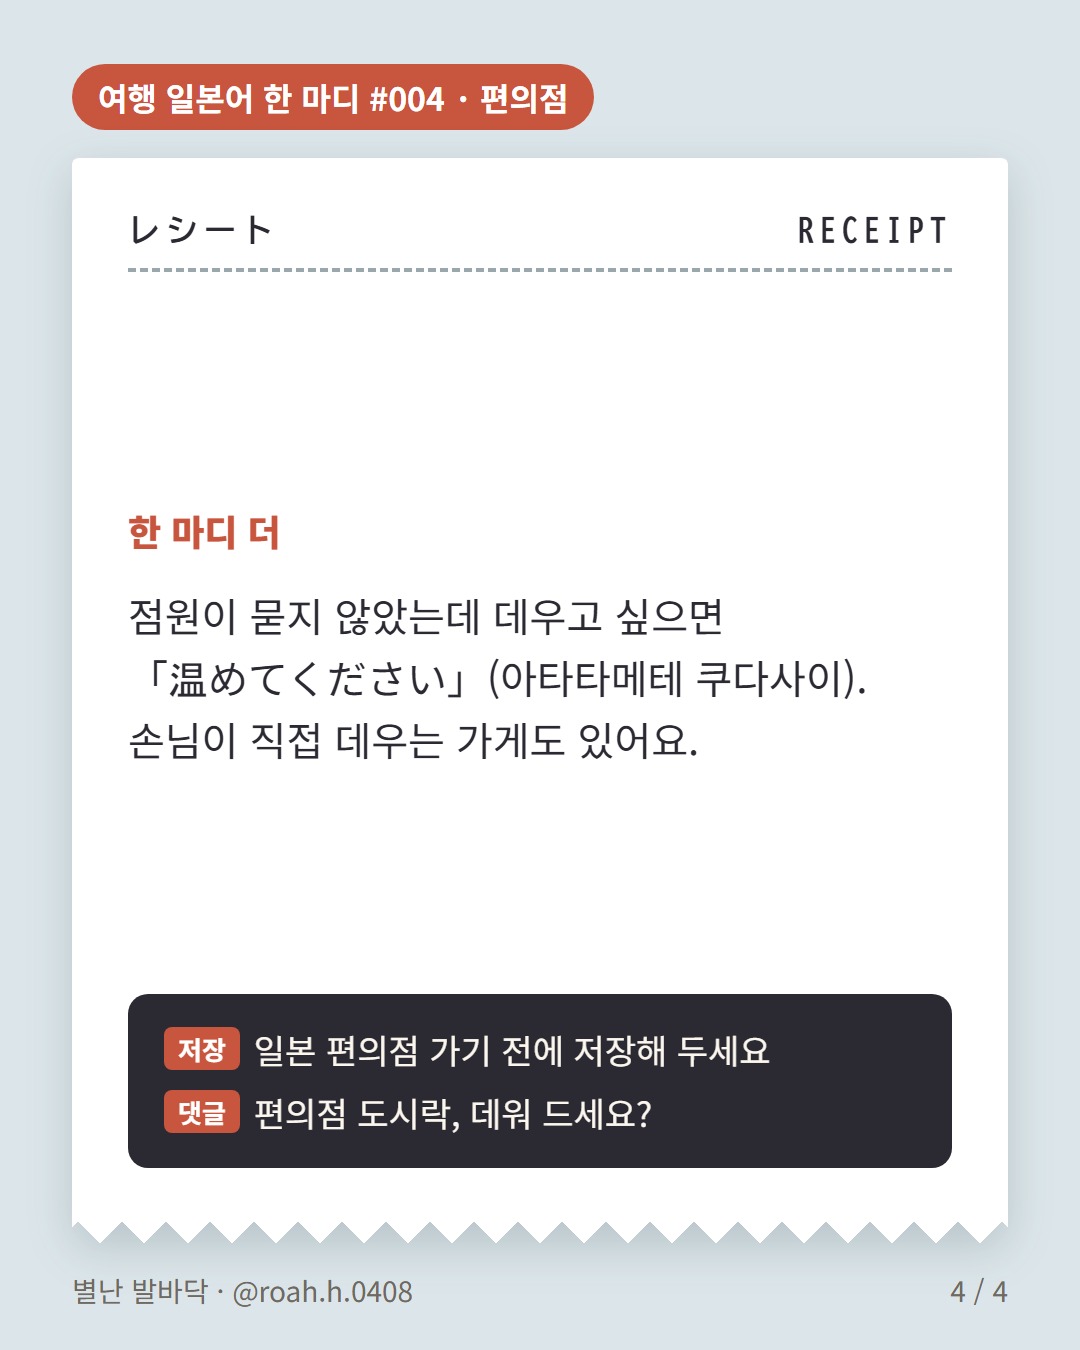 여행 일본어 한 마디 #004 · 편의점
レシート RECEIPT
한 마디 더
점원이 묻지 않았는데 데우고 싶으면
「温めてください」(아타타메테 쿠다사이).
손님이 직접 데우는 가게도 있어요.
저장 일본 편의점 가기 전에 저장해 두세요
댓글 편의점 도시락, 데워 드세요?
별난 발바닥 · @roah.h.0408 4 / 4